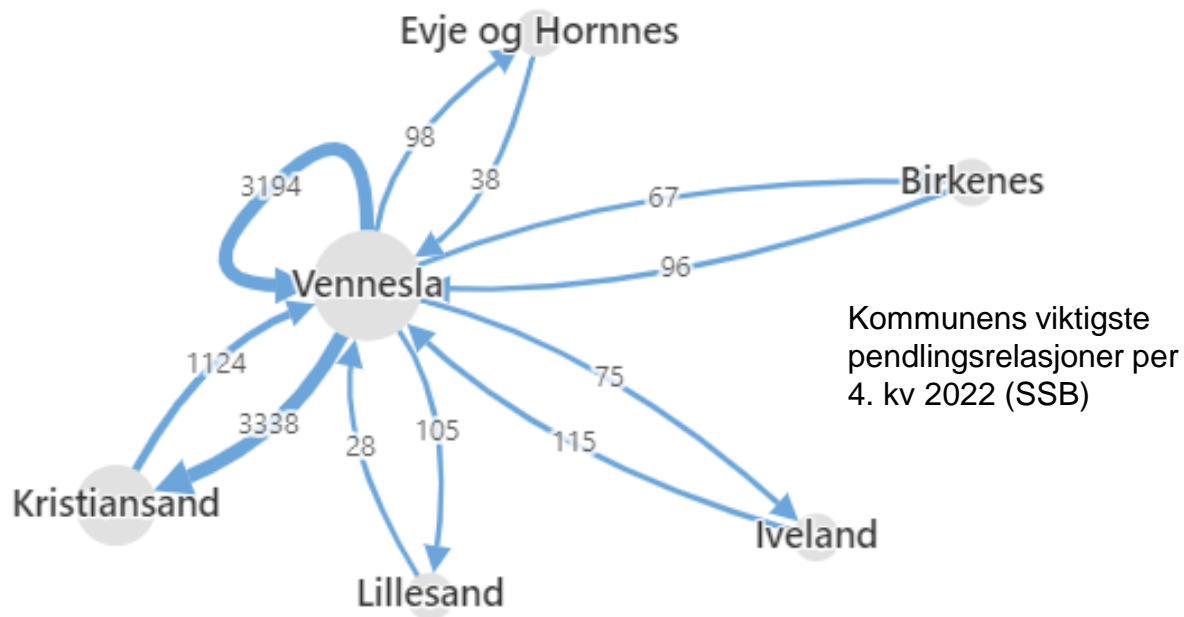 Evje og Hornnes
98
38
3194
67
Birkenes
96
Vennesla
Kommunens viktigste
pendlingsrelasjoner per
4. kv 2022 (SSB)
1124
75
3338
105
28
115
Kristiansand
Iveland
Lillesand